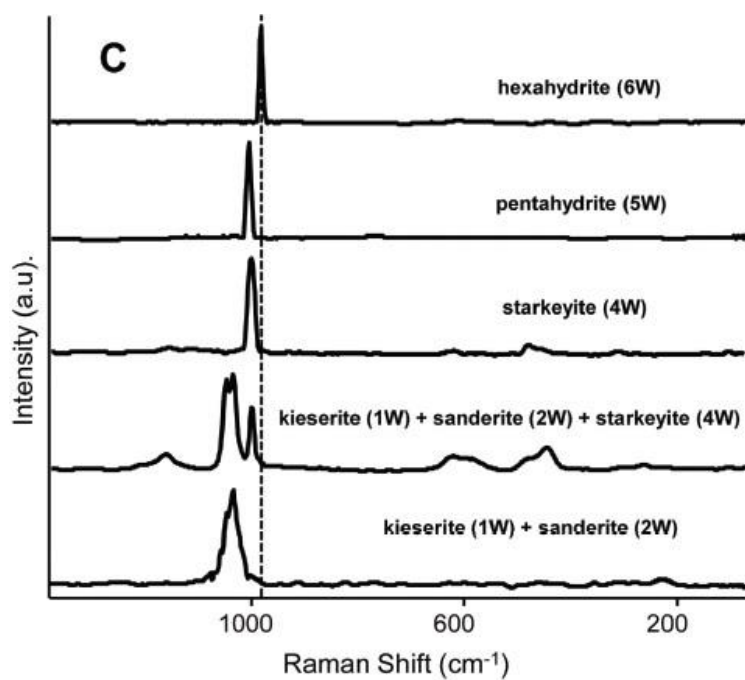 C
hexahydrite (6W)
pentahydrite (5W)
starkeyite (4W)
kieserite (1W) + sanderite (2W) + starkeyite (4W)
kieserite (1W) + sanderite (2W)
Intensity (a.u).
1000 600 200
Raman Shift (cm⁻¹)